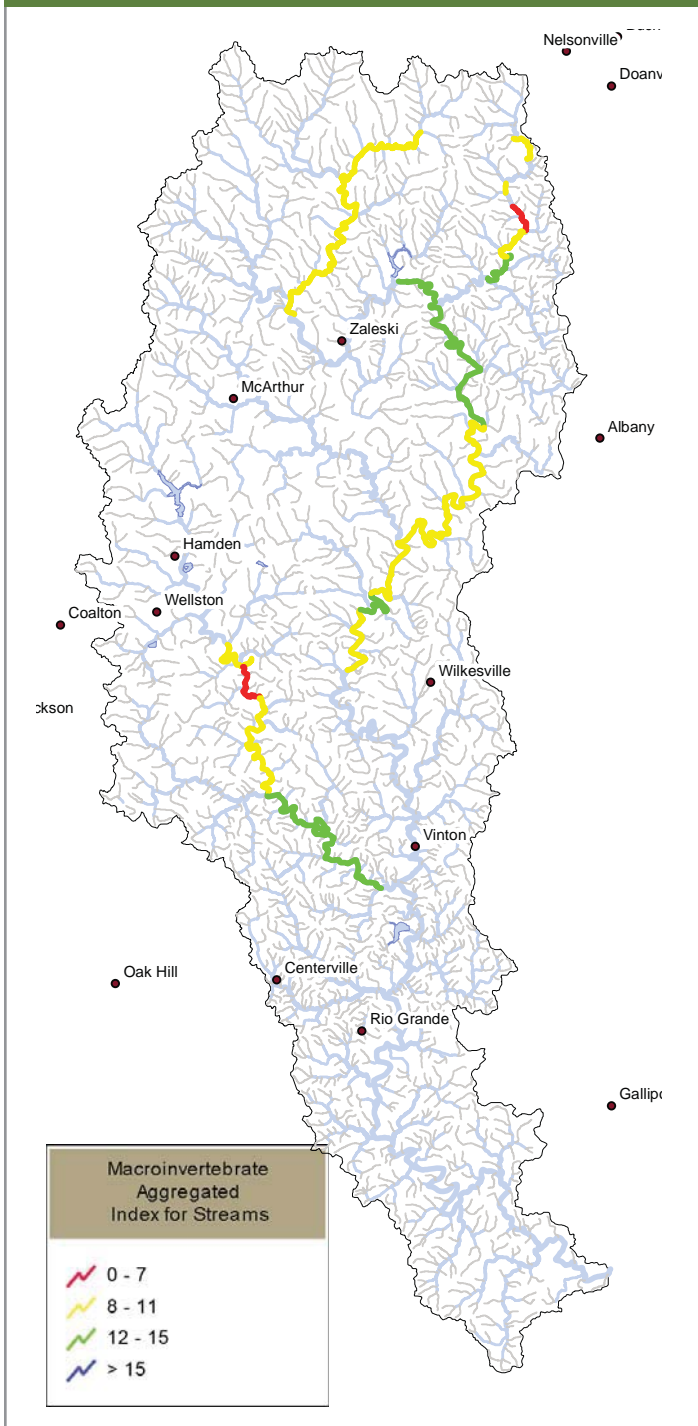 Nelsonville
Doanv
Zaleski
McArthur
Albany
Hamden
Wellston
Coalton
Wilkesville
ckson
Vinton
Oak Hill
Centerville
Rio Grande
Gallipo
Macroinvertebrate
Aggregated
Index for Streams
0 - 7
8 - 11
12 - 15
> 15